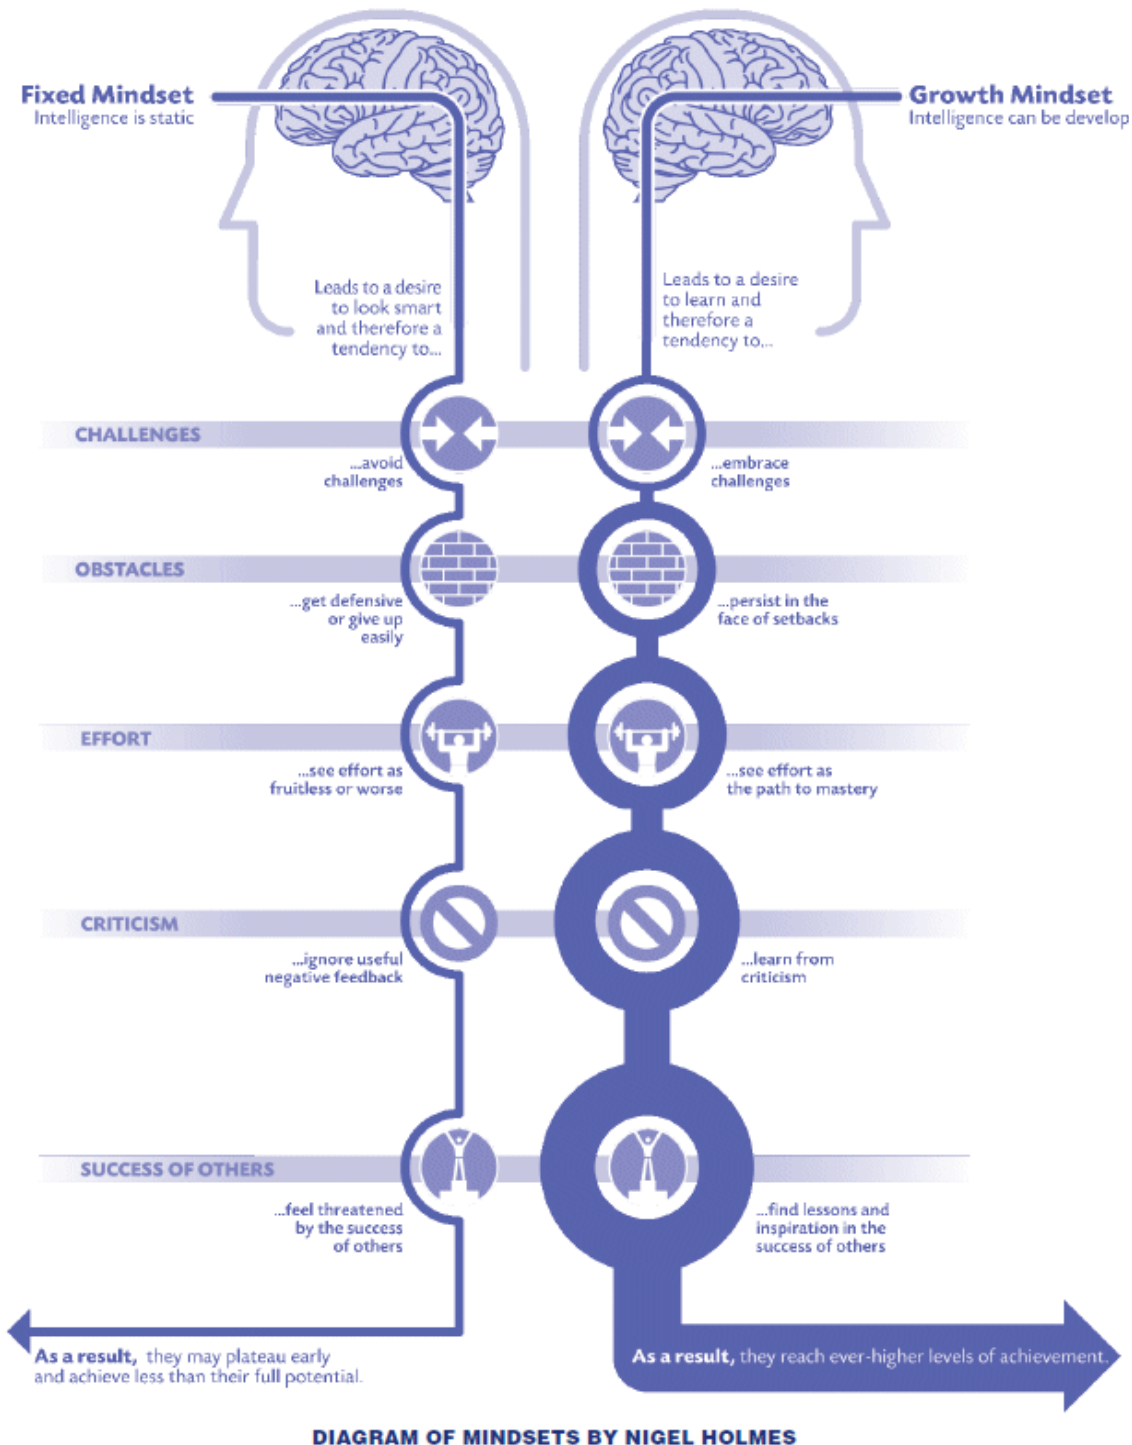 Fixed Mindset
Intelligence is static
Growth Mindset
Intelligence can be develop
Leads to a desire
to look smart
and therefore a
tendency to...
Leads to a desire
to learn and
therefore a
tendency to...
CHALLENGES
...avoid
challenges
...embrace
challenges
OBSTACLES
...get defensive
or give up
easily
...persist in the
face of setbacks
EFFORT
...see effort as
fruitless or worse
...see effort as
the path to mastery
CRITICISM
...ignore useful
negative feedback
...learn from
criticism
SUCCESS OF OTHERS
...feel threatened
by the success
of others
...find lessons and
inspiration in the
success of others
As a result, they may plateau early
and achieve less than their full potential.
As a result, they reach ever-higher levels of achievement.
DIAGRAM OF MINDSETS BY NIGEL HOLMES